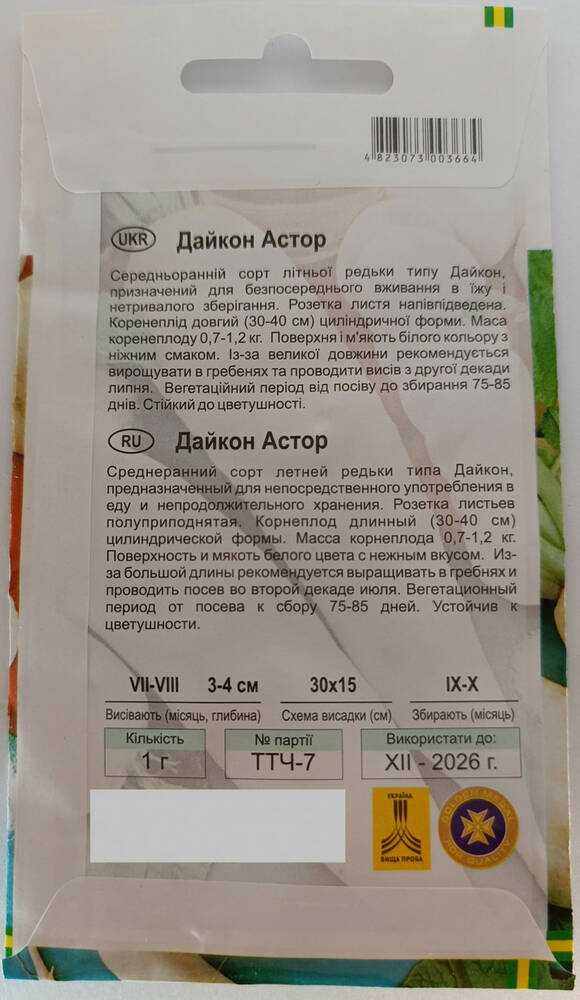 4 823073 003664
UKR Дайкон Астор
Середньоранній сорт літньої редьки типу Дайкон,
призначений для безпосереднього вживання в їжу і
нетривалого зберігання. Розетка листя напівпідведена.
Коренеплід довгий (30-40 см) циліндричної форми. Маса
коренеплоду 0,7-1,2 кг. Поверхня і м'якоть білого кольору з
ніжним смаком. Із-за великої довжини рекомендується
вирощувати в гребенях та проводити висів з другої декади
липня. Вегетаційний період від посіву до збирання 75-85
днів. Стійкий до цветушності.
RU Дайкон Астор
Среднеранний сорт летней редьки типа Дайкон,
предназначенный для непосредственного употребления в
еду и непродолжительного хранения. Розетка листьев
полуприподнятая. Корнеплод длинный (30-40 см)
цилиндрической формы. Масса корнеплода 0,7-1,2 кг.
Поверхность и мякоть белого цвета с нежным вкусом. Из-
за большой длины рекомендуется выращивать в гребнях и
проводить посев во второй декаде июля. Вегетационный
период от посева к сбору 75-85 дней. Устойчив к
цветушности.
VII-VIII 3-4 см 30x15 IX-X
Висівають (місяць, глибина) Схема висадки (см) Збирають (місяць)
Кількість № партії Використати до:
1 г ТТЧ-7 XII - 2026 г.
УКРАЇНА
ВИЩА ПРОБА
GOLDEN MEDAL
FOR QUALITY